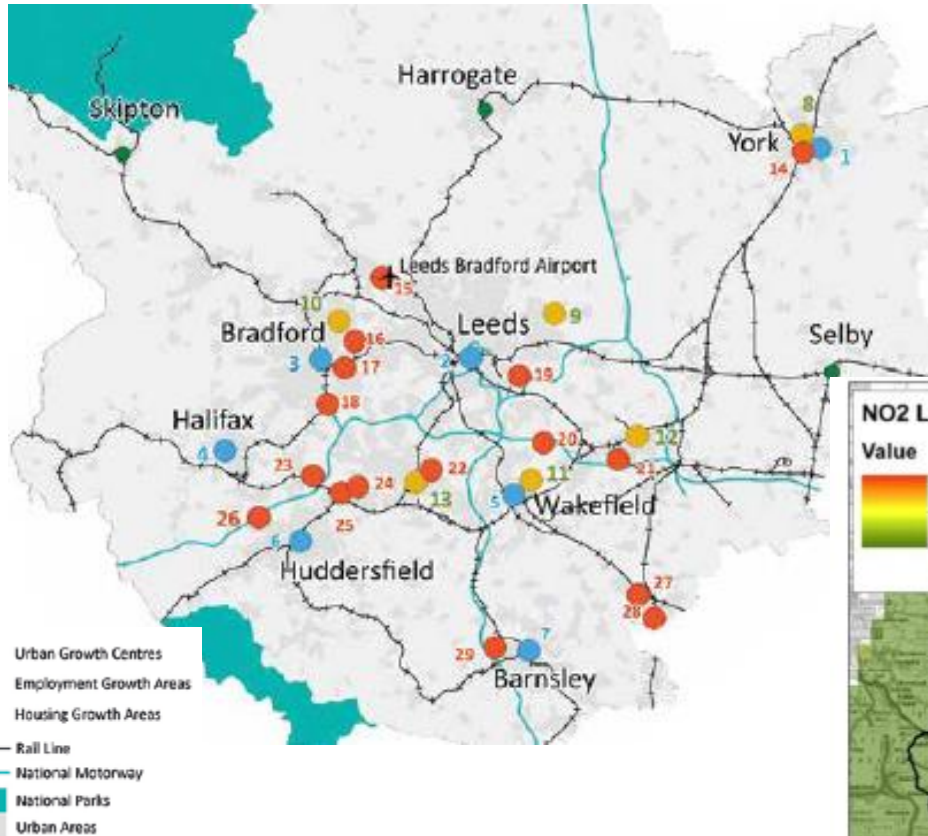 Harrogate
Skipton
8
York
1
14
Leeds Bradford Airport
15
10
9
Bradford
Leeds
16
Selby
3
2
17
19
18
Halifax
NO2 L
4
20
12
Value
23
22
21
24
11
13
5
Wakefield
26
25
6
Huddersfield
27
28
7
29
Urban Growth Centres
Barnsley
Employment Growth Areas
Housing Growth Areas
Rail Line
National Motorway
National Parks
Urban Areas